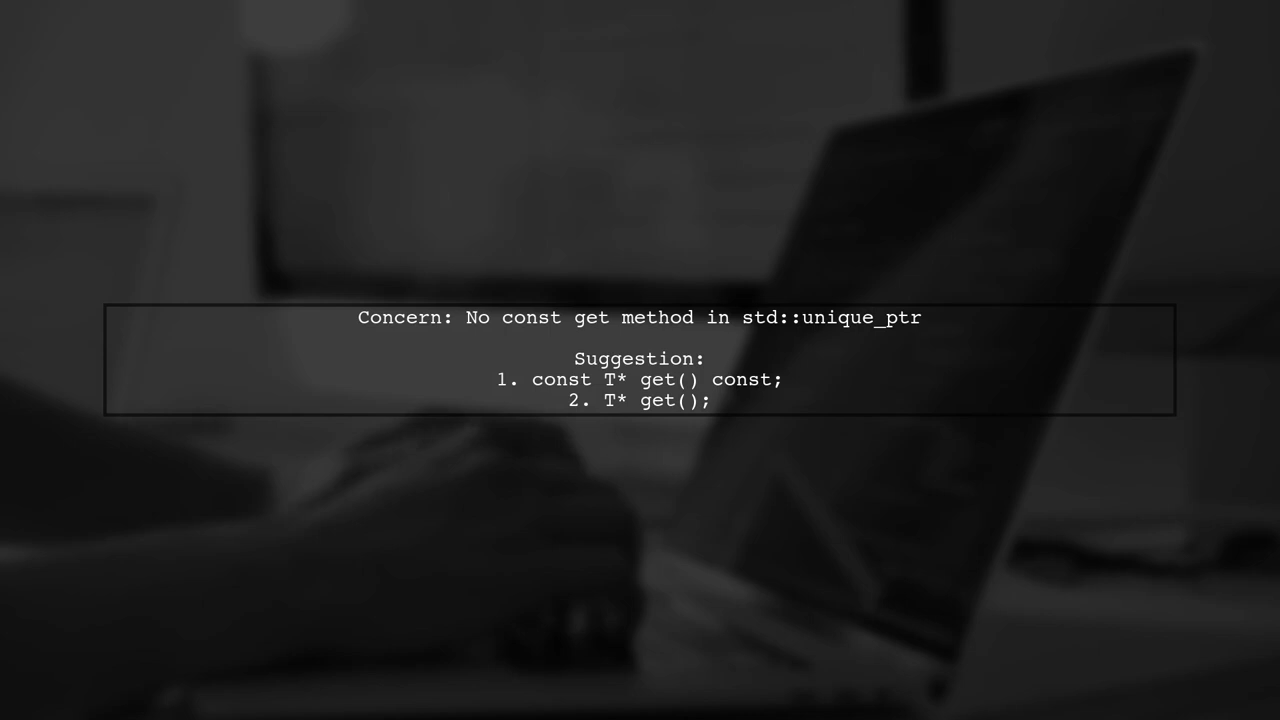 Concern: No const get method in std::unique_ptr
Suggestion:
1. const T* get() const;
2. T* get();